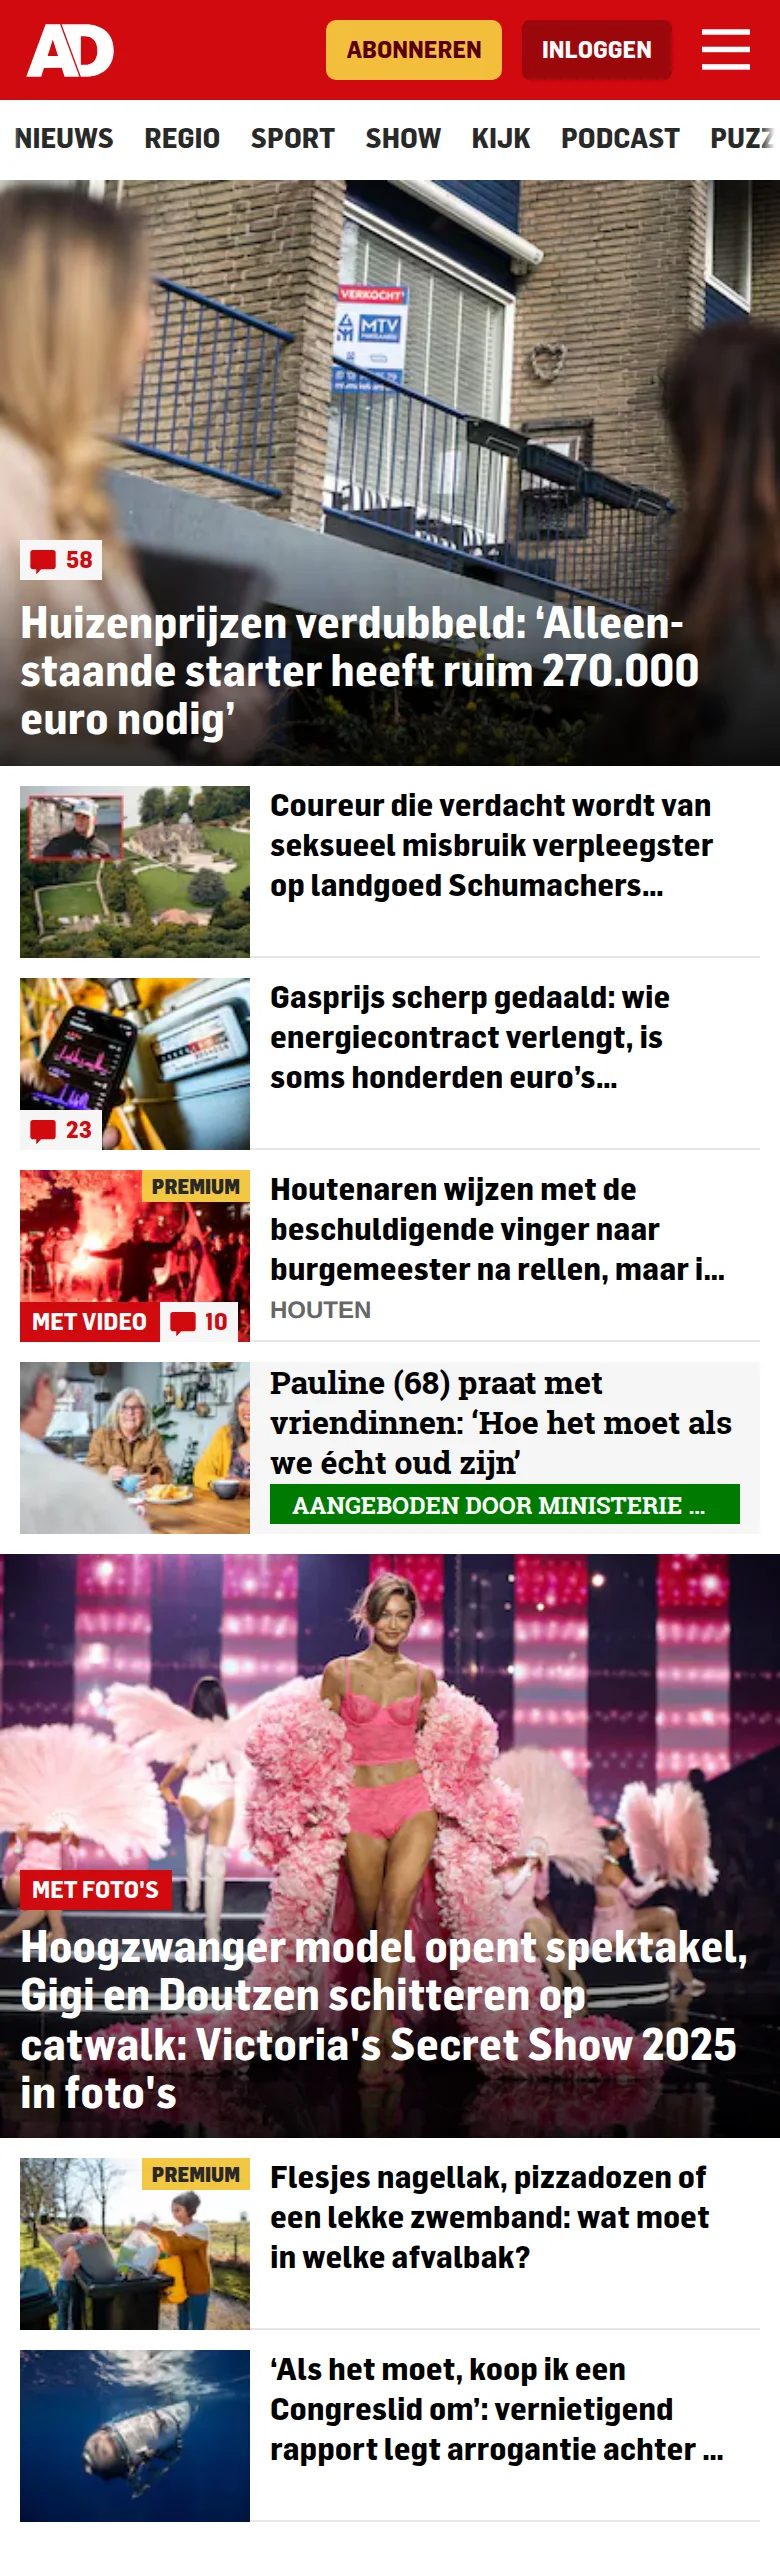 AD
ABONNEREN
INLOGGEN
NIEUWS REGIO SPORT SHOW KIJK PODCAST PUZZ
VERKOCHT
MTV
58
Huizenprijzen verdubbeld: ‘Alleen-
staande starter heeft ruim 270.000
euro nodig’
Coureur die verdacht wordt van
seksueel misbruik verpleegster
op landgoed Schumachers...
Gasprijs scherp gedaald: wie
energiecontract verlengt, is
soms honderden euro’s...
23
PREMIUM
MET VIDEO
10
Houtenaren wijzen met de
beschuldigende vinger naar
burgemeester na rellen, maar i...
HOUTEN
Pauline (68) praat met
vriendinnen: ‘Hoe het moet als
we écht oud zijn’
AANGEBODEN DOOR MINISTERIE ...
MET FOTO'S
Hoogzwanger model opent spektakel,
Gigi en Doutzen schitteren op
catwalk: Victoria's Secret Show 2025
in foto's
PREMIUM
Flesjes nagellak, pizzadozen of
een lekke zwemband: wat moet
in welke afvalbak?
‘Als het moet, koop ik een
Congreslid om’: vernietigend
rapport legt arrogantie achter ...